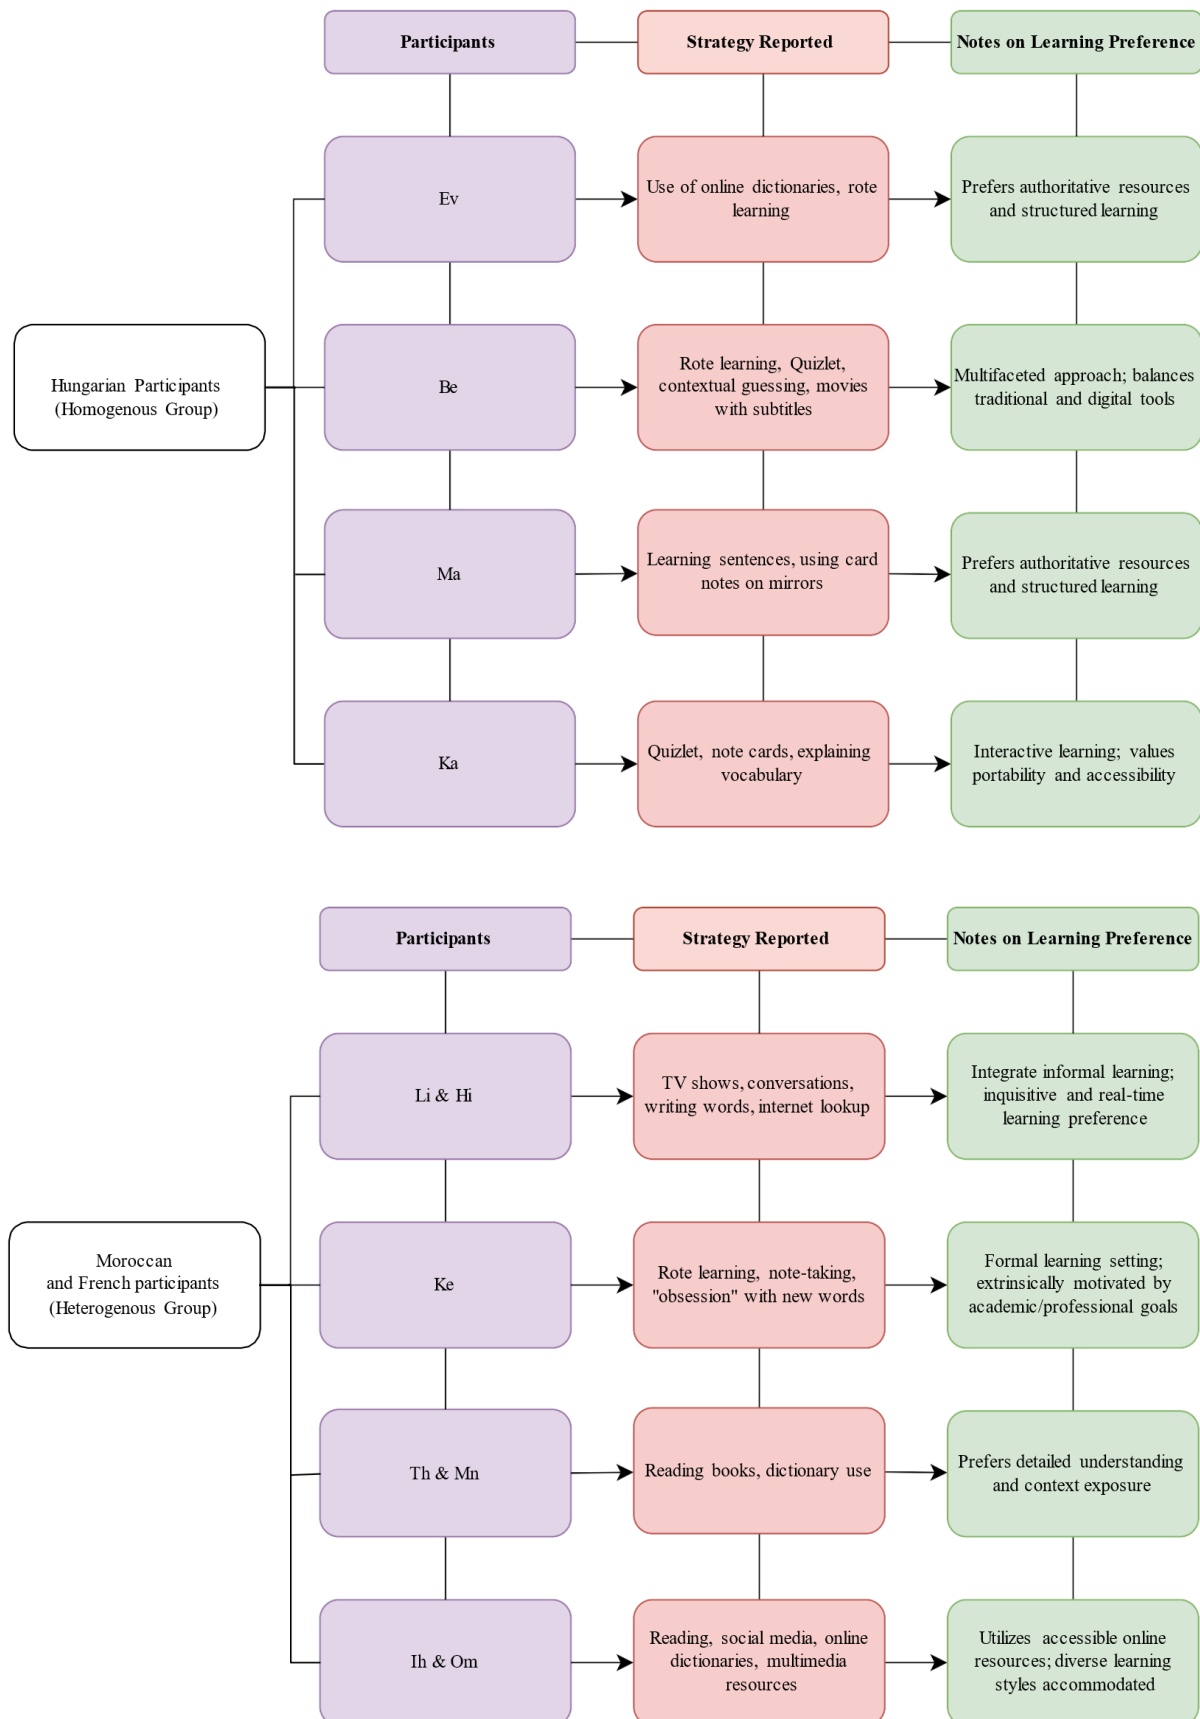 Participants
Strategy Reported
Notes on Learning Preference
Ev
Use of online dictionaries, rote
learning
Prefers authoritative resources
and structured learning
Hungarian Participants
(Homogenous Group)
Be
Rote learning, Quizlet,
contextual guessing, movies
with subtitles
Multifaceted approach; balances
traditional and digital tools
Ma
Learning sentences, using card
notes on mirrors
Prefers authoritative resources
and structured learning
Ka
Quizlet, note cards, explaining
vocabulary
Interactive learning; values
portability and accessibility
Participants
Strategy Reported
Notes on Learning Preference
Li & Hi
TV shows, conversations,
writing words, internet lookup
Integrate informal learning;
inquisitive and real-time
learning preference
Moroccan
and French participants
(Heterogenous Group)
Ke
Rote learning, note-taking,
"obsession" with new words
Formal learning setting;
extrinsically motivated by
academic/professional goals
Th & Mn
Reading books, dictionary use
Prefers detailed understanding
and context exposure
Ih & Om
Reading, social media, online
dictionaries, multimedia
resources
Utilizes accessible online
resources; diverse learning
styles accommodated